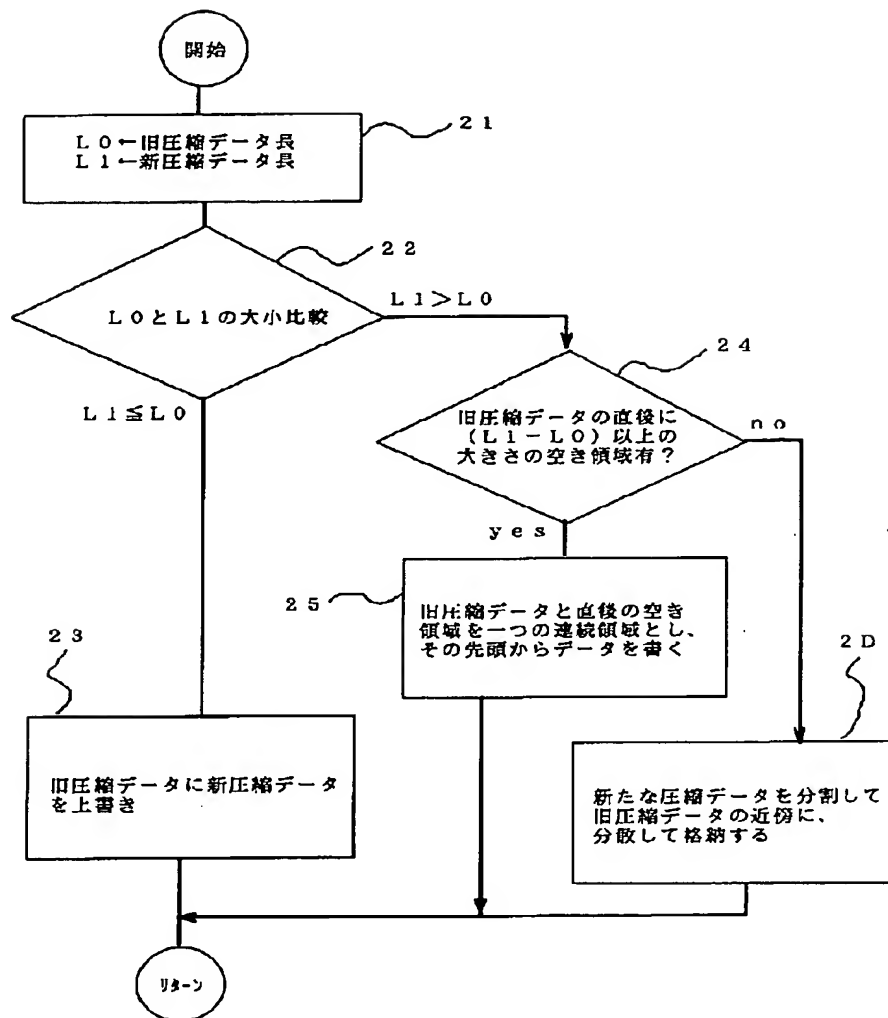 開始
21
L0←旧圧縮データ長
L1←新圧縮データ長
22
L0とL1の大小比較
L1>L0
L1≦L0
24
旧圧縮データの直後に
(L1-L0)以上の
大きさの空き領域有?
no
yes
25
旧圧縮データと直後の空き
領域を一つの連続領域とし、
その先頭からデータを書く
23
旧圧縮データに新圧縮データ
を上書き
2D
新たな圧縮データを分割して
旧圧縮データの近傍に、
分散して格納する
リターン